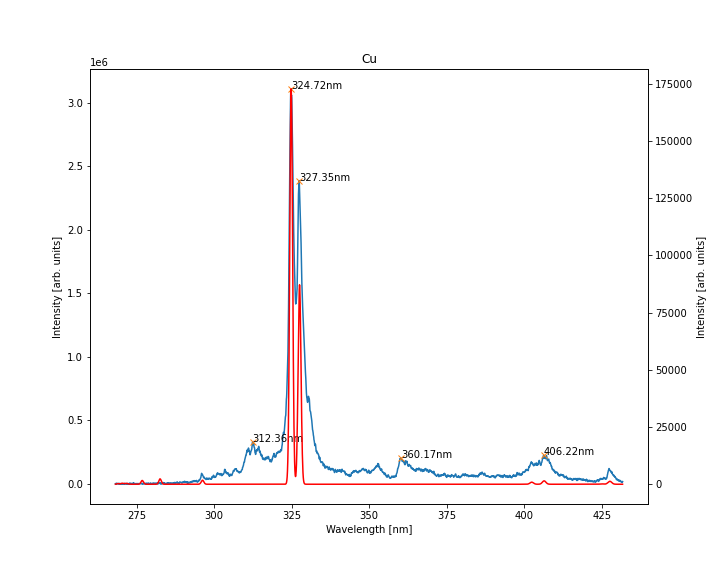 Cu
1e6
324.72nm
327.35nm
312.36nm
360.17nm
406.22nm
3.0
2.5
2.0
1.5
1.0
0.5
0.0
Intensity [arb. units]
175000
150000
125000
100000
75000
50000
25000
0
Intensity [arb. units]
275
300
325
350
375
400
425
Wavelength [nm]